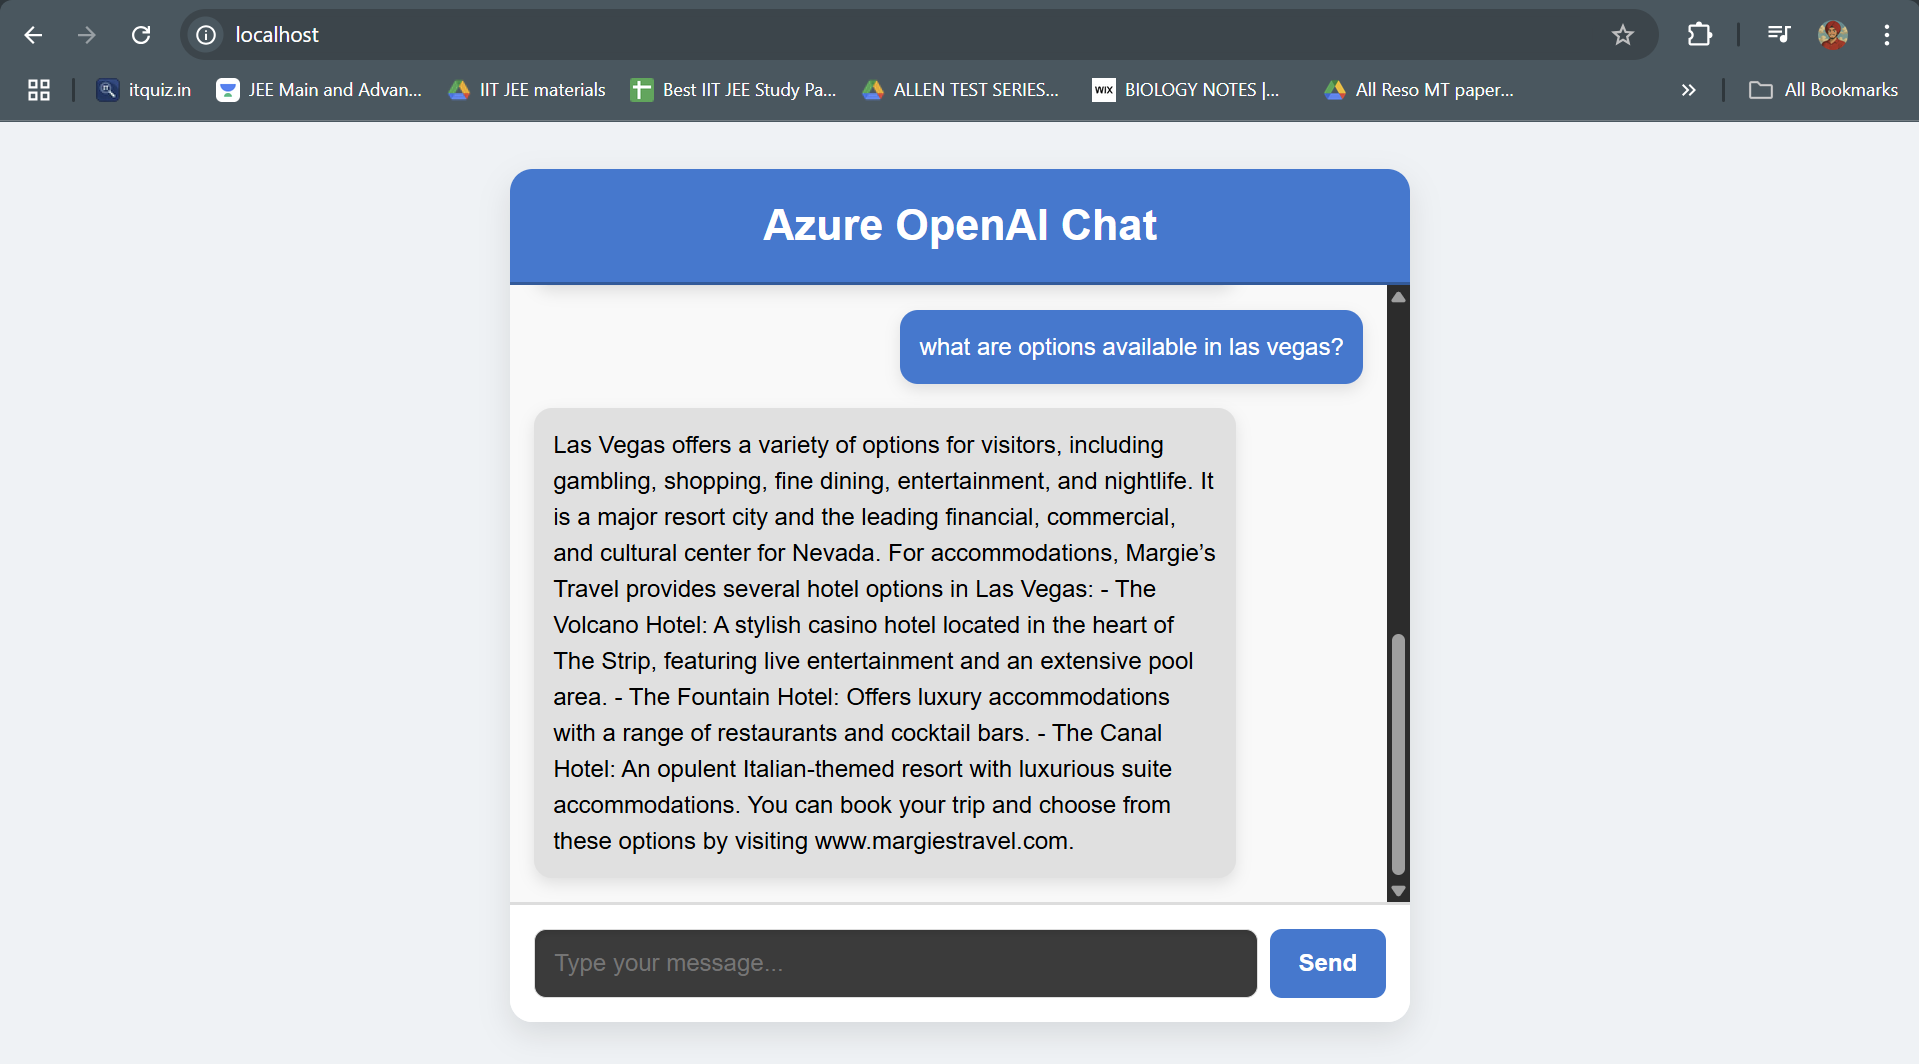 localhost
itquiz.in
JEE Main and Advan...
IIT JEE materials
Best IIT JEE Study Pa...
ALLEN TEST SERIES...
WIX
BIOLOGY NOTES |...
All Reso MT paper...
All Bookmarks
Azure OpenAI Chat
what are options available in las vegas?
Las Vegas offers a variety of options for visitors, including
gambling, shopping, fine dining, entertainment, and nightlife. It
is a major resort city and the leading financial, commercial,
and cultural center for Nevada. For accommodations, Margie’s
Travel provides several hotel options in Las Vegas: - The
Volcano Hotel: A stylish casino hotel located in the heart of
The Strip, featuring live entertainment and an extensive pool
area. - The Fountain Hotel: Offers luxury accommodations
with a range of restaurants and cocktail bars. - The Canal
Hotel: An opulent Italian-themed resort with luxurious suite
accommodations. You can book your trip and choose from
these options by visiting www.margiestravel.com.
Type your message...
Send